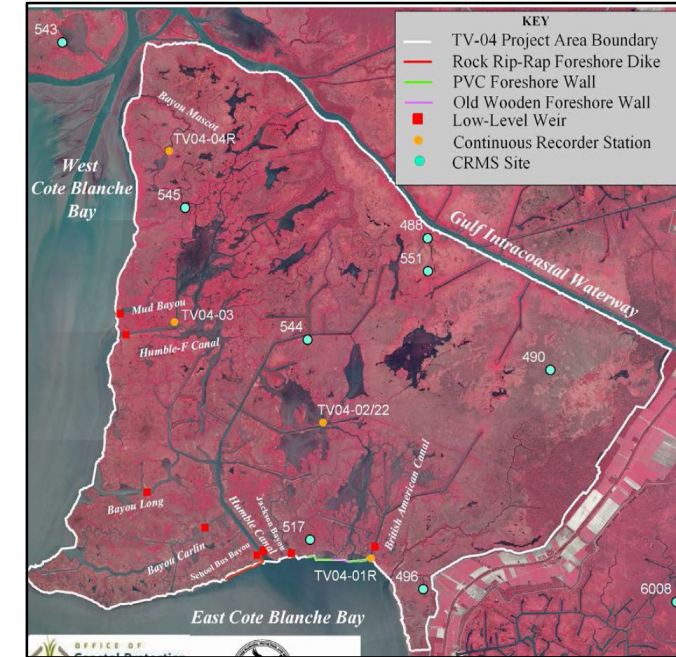 KEY
TV-04 Project Area Boundary
Rock Rip-Rap Foreshore Dike
PVC Foreshore Wall
Old Wooden Foreshore Wall
Low-Level Weir
Continuous Recorder Station
CRMS Site
543
Bayou Mascot
TV04-04R
West
Cote Blanche
Bay
545
488
Gulf Intracoastal Waterway
551
Mud Bayou
TV04-03
Humble-F Canal
544
490
TV04-02/22
British American Canal
Bayou Long
Humble Canal
Jackson Bayou
517
Bayou Carlin
School Bus Bayou
TV04-01R
496
6008
East Cote Blanche Bay
OFFICE OF
Coastal Protection